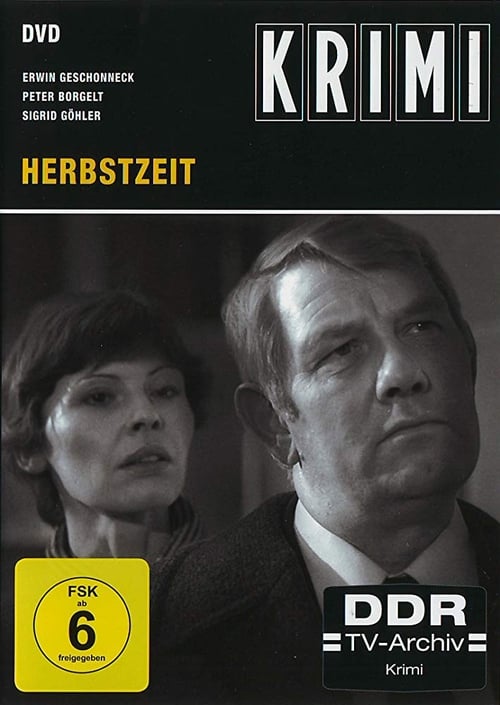 DVD
ERWIN GESCHONNECK
PETER BORGELT
SIGRID GÖHLER
KRIMI
HERBSTZEIT
FSK
ab
6
freigegeben
DDR
TV-Archiv
Krimi